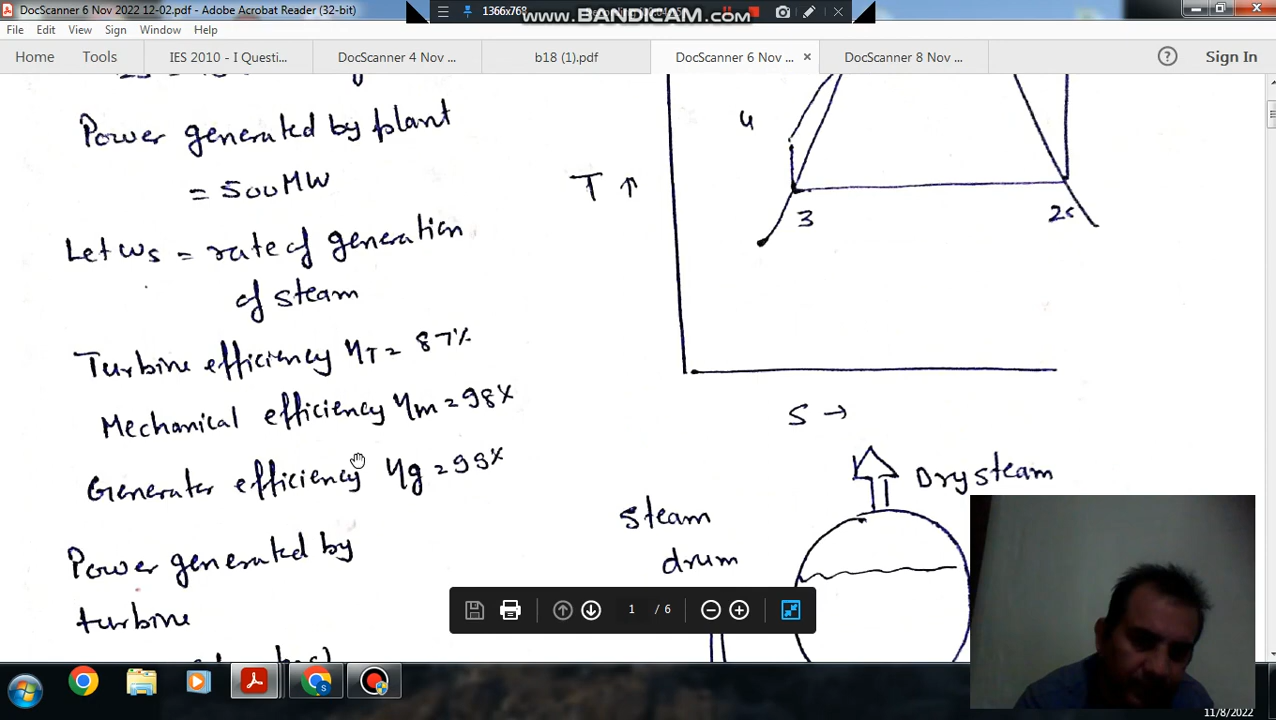 DocScanner 6 Nov 2022 12-02.pdf - Adobe Acrobat Reader (32-bit)
1366x768
www.BANDICAM.com
File Edit View Sign Window Help
Home Tools IES 2010 - I Questi... DocScanner 4 Nov ... b18 (1).pdf DocScanner 6 Nov ... × DocScanner 8 Nov ... ? Sign In
Power generated by plant
= 500MW
Let ws = rate of generation
of steam
Turbine efficiency ηT = 87%
Mechanical efficiency ηm = 98%
Generator efficiency ηg = 99%
Power generated by
turbine
4
T ↑
3
2s
S →
Dry steam
steam
drum
1 / 6
11/8/2022